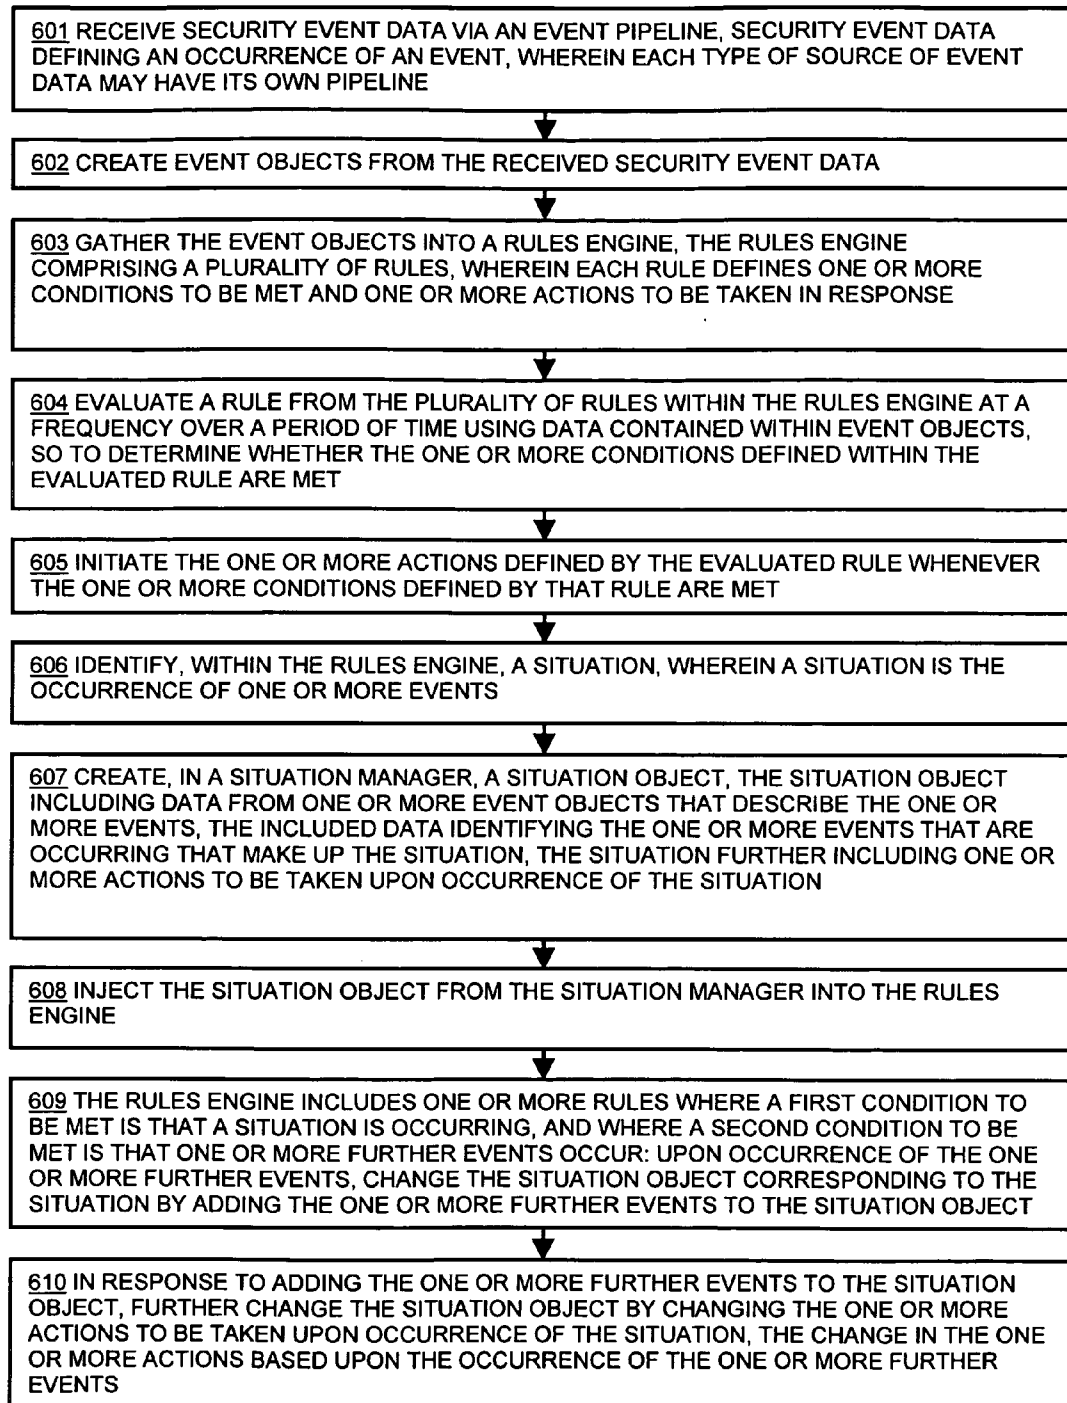 601 RECEIVE SECURITY EVENT DATA VIA AN EVENT PIPELINE, SECURITY EVENT DATA
DEFINING AN OCCURRENCE OF AN EVENT, WHEREIN EACH TYPE OF SOURCE OF EVENT
DATA MAY HAVE ITS OWN PIPELINE
602 CREATE EVENT OBJECTS FROM THE RECEIVED SECURITY EVENT DATA
603 GATHER THE EVENT OBJECTS INTO A RULES ENGINE, THE RULES ENGINE
COMPRISING A PLURALITY OF RULES, WHEREIN EACH RULE DEFINES ONE OR MORE
CONDITIONS TO BE MET AND ONE OR MORE ACTIONS TO BE TAKEN IN RESPONSE
604 EVALUATE A RULE FROM THE PLURALITY OF RULES WITHIN THE RULES ENGINE AT A
FREQUENCY OVER A PERIOD OF TIME USING DATA CONTAINED WITHIN EVENT OBJECTS,
SO TO DETERMINE WHETHER THE ONE OR MORE CONDITIONS DEFINED WITHIN THE
EVALUATED RULE ARE MET
605 INITIATE THE ONE OR MORE ACTIONS DEFINED BY THE EVALUATED RULE WHENEVER
THE ONE OR MORE CONDITIONS DEFINED BY THAT RULE ARE MET
606 IDENTIFY, WITHIN THE RULES ENGINE, A SITUATION, WHEREIN A SITUATION IS THE
OCCURRENCE OF ONE OR MORE EVENTS
607 CREATE, IN A SITUATION MANAGER, A SITUATION OBJECT, THE SITUATION OBJECT
INCLUDING DATA FROM ONE OR MORE EVENT OBJECTS THAT DESCRIBE THE ONE OR
MORE EVENTS, THE INCLUDED DATA IDENTIFYING THE ONE OR MORE EVENTS THAT ARE
OCCURRING THAT MAKE UP THE SITUATION, THE SITUATION FURTHER INCLUDING ONE OR
MORE ACTIONS TO BE TAKEN UPON OCCURRENCE OF THE SITUATION
608 INJECT THE SITUATION OBJECT FROM THE SITUATION MANAGER INTO THE RULES
ENGINE
609 THE RULES ENGINE INCLUDES ONE OR MORE RULES WHERE A FIRST CONDITION TO
BE MET IS THAT A SITUATION IS OCCURRING, AND WHERE A SECOND CONDITION TO BE
MET IS THAT ONE OR MORE FURTHER EVENTS OCCUR: UPON OCCURRENCE OF THE ONE
OR MORE FURTHER EVENTS, CHANGE THE SITUATION OBJECT CORRESPONDING TO THE
SITUATION BY ADDING THE ONE OR MORE FURTHER EVENTS TO THE SITUATION OBJECT
610 IN RESPONSE TO ADDING THE ONE OR MORE FURTHER EVENTS TO THE SITUATION
OBJECT, FURTHER CHANGE THE SITUATION OBJECT BY CHANGING THE ONE OR MORE
ACTIONS TO BE TAKEN UPON OCCURRENCE OF THE SITUATION, THE CHANGE IN THE ONE
OR MORE ACTIONS BASED UPON THE OCCURRENCE OF THE ONE OR MORE FURTHER
EVENTS